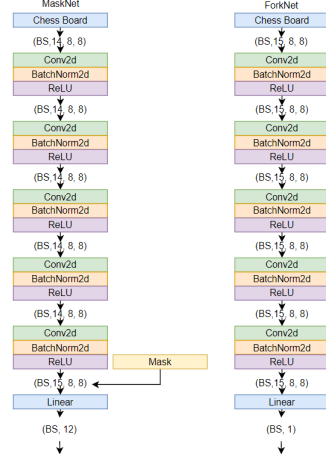 MaskNet
Chess Board
(BS,14, 8, 8)
Conv2d
BatchNorm2d
ReLU
(BS,14, 8, 8)
Conv2d
BatchNorm2d
ReLU
(BS,14, 8, 8)
Conv2d
BatchNorm2d
ReLU
(BS,14, 8, 8)
Conv2d
BatchNorm2d
ReLU
(BS,14, 8, 8)
Conv2d
BatchNorm2d
ReLU
Mask
(BS,15, 8, 8)
Linear
(BS, 12)
ForkNet
Chess Board
(BS,15, 8, 8)
Conv2d
BatchNorm2d
ReLU
(BS,15, 8, 8)
Conv2d
BatchNorm2d
ReLU
(BS,15, 8, 8)
Conv2d
BatchNorm2d
ReLU
(BS,15, 8, 8)
Conv2d
BatchNorm2d
ReLU
(BS,15, 8, 8)
Conv2d
BatchNorm2d
ReLU
(BS,15, 8, 8)
Linear
(BS, 1)